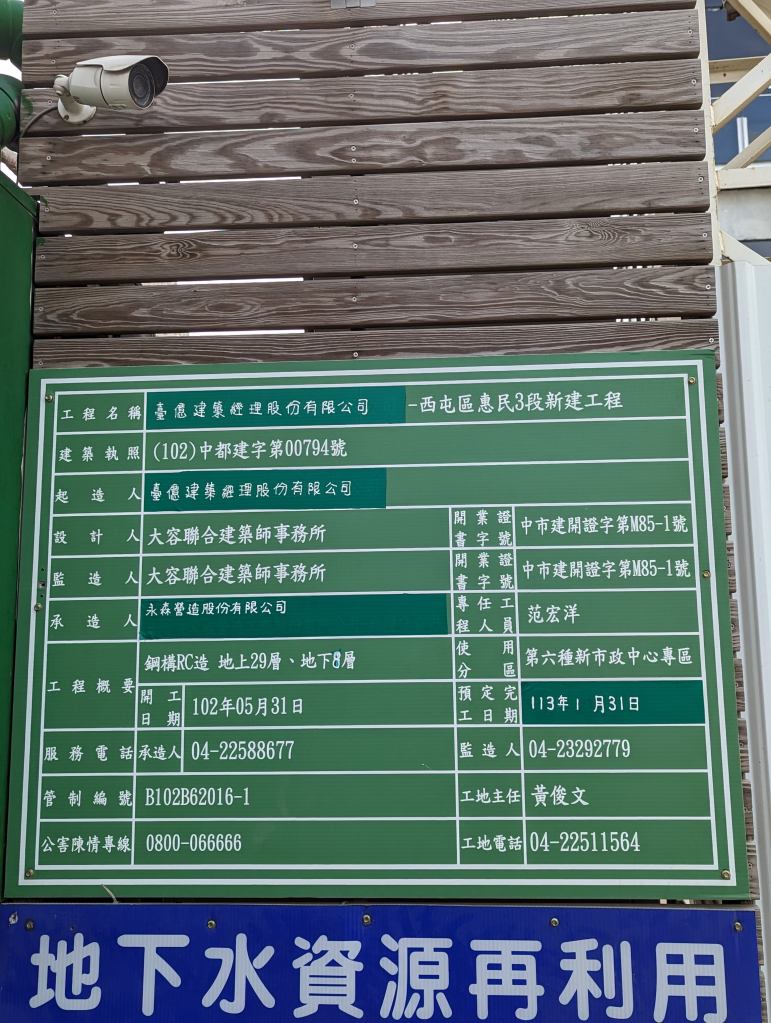 工程名稱 臺億建築經理股份有限公司 -西屯區惠民3段新建工程
建築執照 (102)中都建字第00794號
起造人 臺億建築經理股份有限公司
設計人 大容聯合建築師事務所 開業證書字號 中市建開證字第M85-1號
監造人 大容聯合建築師事務所 開業證書字號 中市建開證字第M85-1號
承造人 永森營造股份有限公司 專任工程人員 范宏洋
工程概要 鋼構RC造 地上29層、地下8層 使用分區 第六種新市政中心專區
開工日期 102年05月31日 預定完工日期 113年1月31日
服務電話 承造人 04-22588677 監造人 04-23292779
管制編號 B102B62016-1 工地主任 黃俊文
公害陳情專線 0800-066666 工地電話 04-22511564
地下水資源再利用